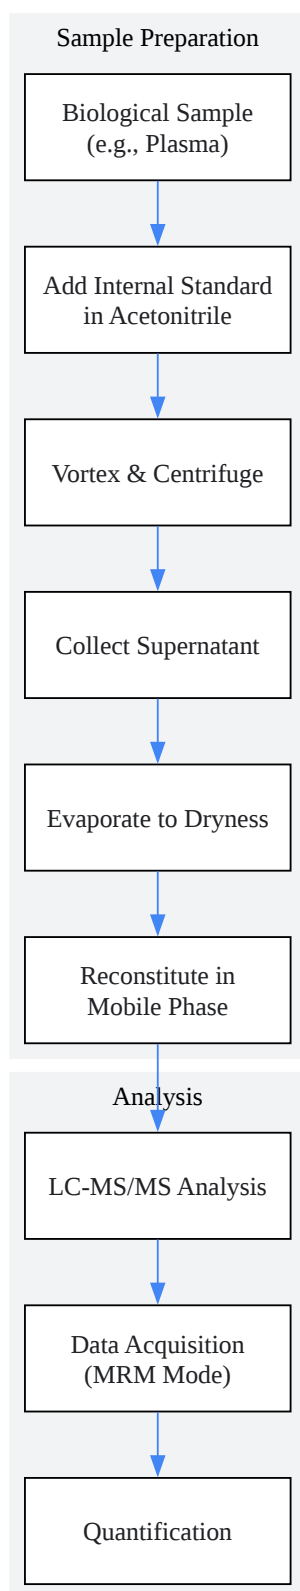 Sample Preparation
Biological Sample
(e.g., Plasma)
Add Internal Standard
in Acetonitrile
Vortex & Centrifuge
Collect Supernatant
Evaporate to Dryness
Reconstitute in
Mobile Phase
Analysis
LC-MS/MS Analysis
Data Acquisition
(MRM Mode)
Quantification